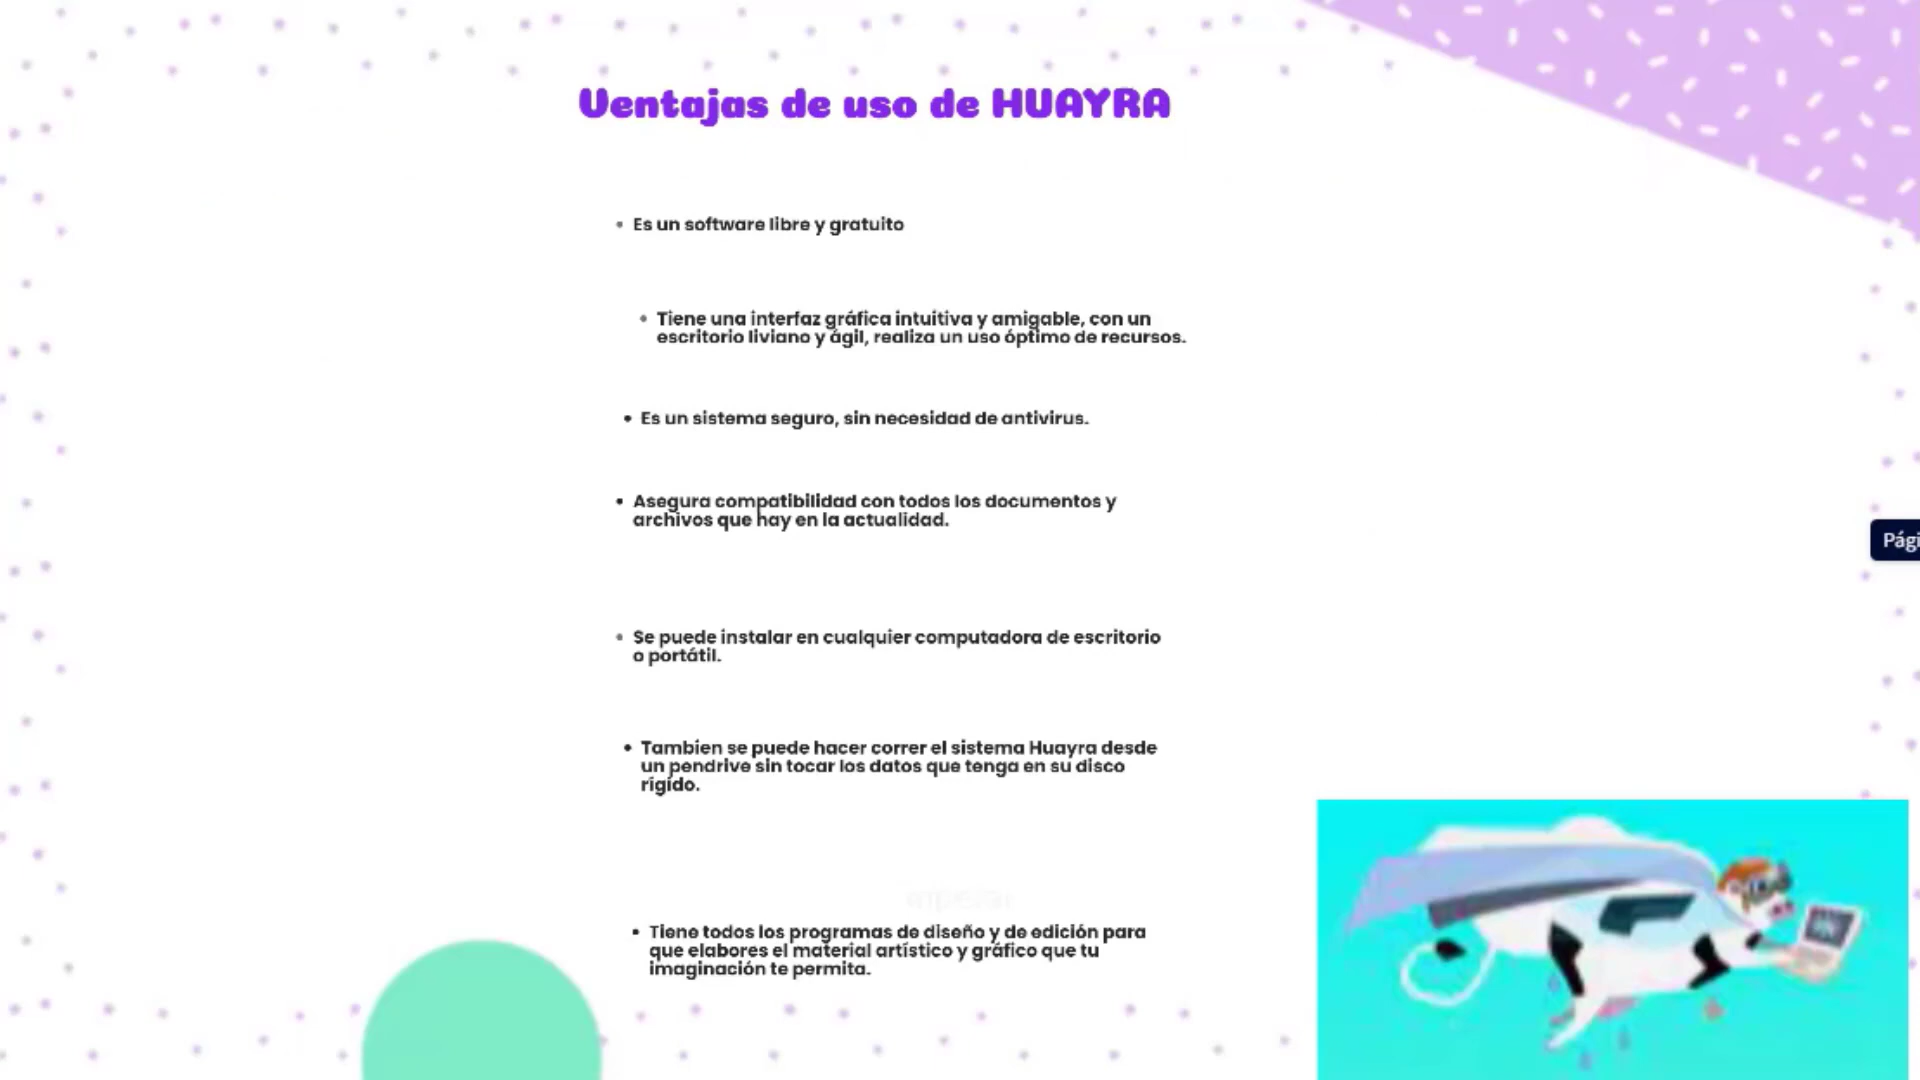 Ventajas de uso de HUAYRA
• Es un software libre y gratuito
• Tiene una interfaz gráfica intuitiva y amigable, con un
escritorio liviano y ágil, realiza un uso óptimo de recursos.
• Es un sistema seguro, sin necesidad de antivirus.
• Asegura compatibilidad con todos los documentos y
archivos que hay en la actualidad.
Pági
• Se puede instalar en cualquier computadora de escritorio
o portátil.
• Tambien se puede hacer correr el sistema Huayra desde
un pendrive sin tocar los datos que tenga en su disco
rígido.
• Tiene todos los programas de diseño y de edición para
que elabores el material artístico y gráfico que tu
imaginación te permita.